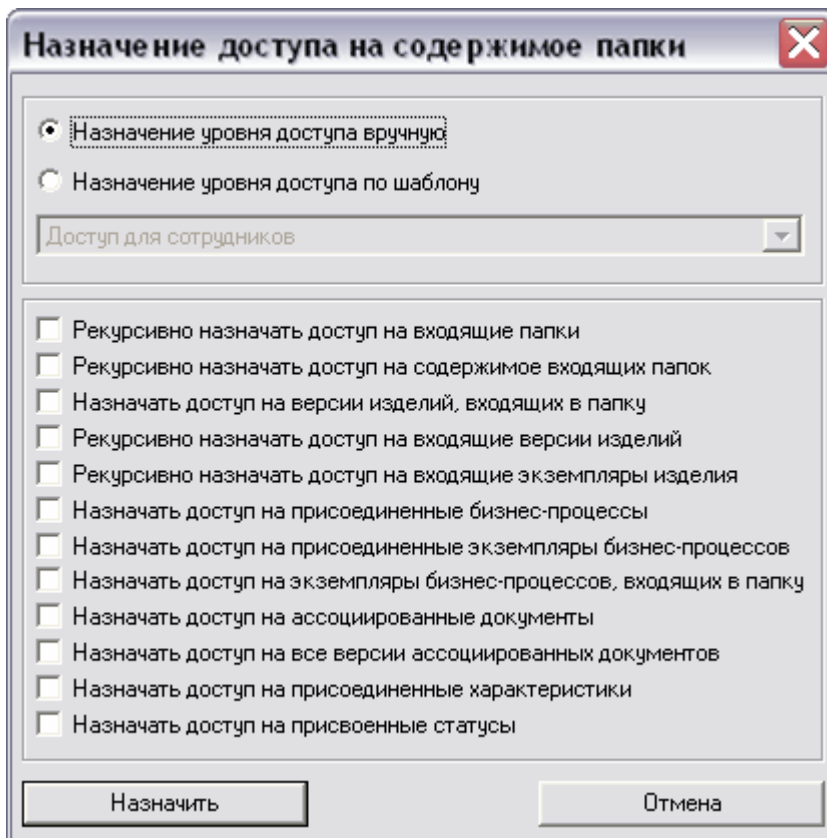 Назначение доступа на содержимое папки
Назначение уровня доступа вручную
Назначение уровня доступа по шаблону
Доступ для сотрудников
Рекурсивно назначать доступ на входящие папки
Рекурсивно назначать доступ на содержимое входящих папок
Назначать доступ на версии изделий, входящих в папку
Рекурсивно назначать доступ на входящие версии изделий
Рекурсивно назначать доступ на входящие экземпляры изделия
Назначать доступ на присоединенные бизнес-процессы
Назначать доступ на присоединенные экземпляры бизнес-процессов
Назначать доступ на экземпляры бизнес-процессов, входящих в папку
Назначать доступ на ассоциированные документы
Назначать доступ на все версии ассоциированных документов
Назначать доступ на присоединенные характеристики
Назначать доступ на присвоенные статусы
Назначить Отмена